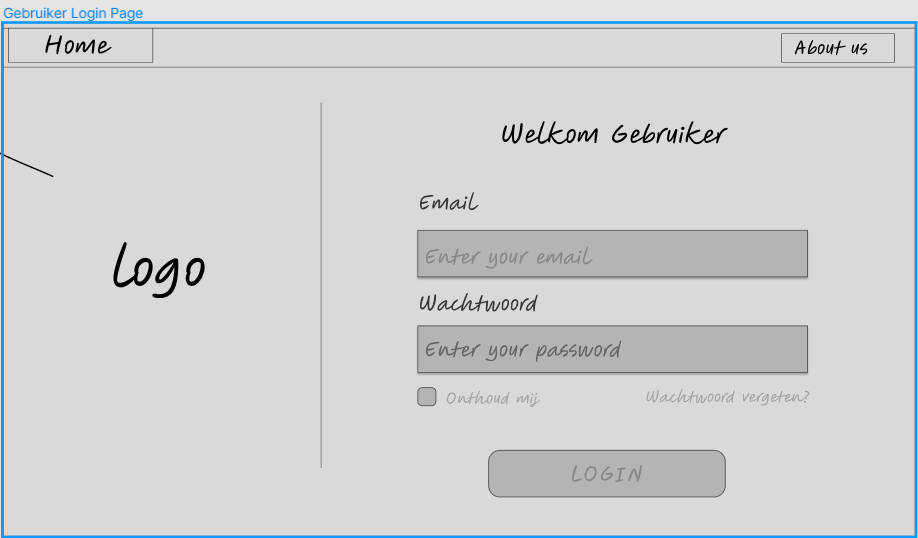 Gebruiker Login Page
Home
About us
Welkom Gebruiker
Email
Enter your email
logo
Wachtwoord
Enter your password
Onthoud mij
Wachtwoord vergeten?
LOGIN